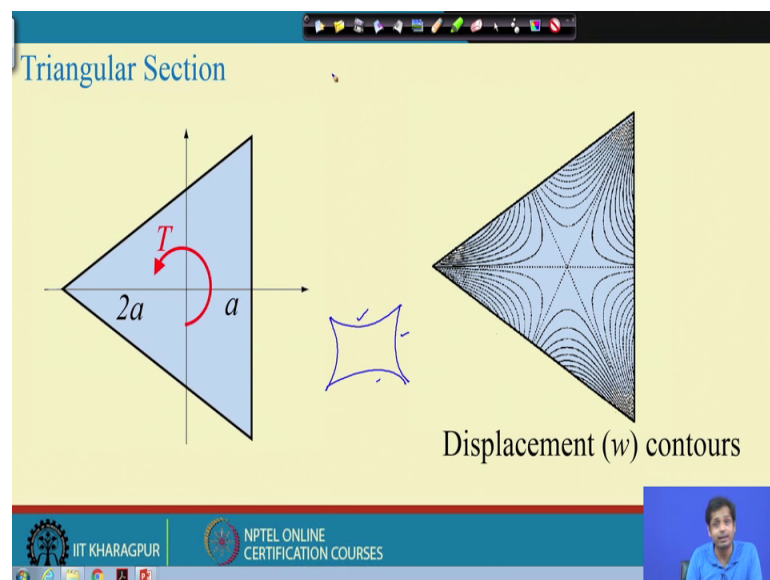 Triangular Section
T
2a
a
Displacement (w) contours
IIT KHARAGPUR
NPTEL ONLINE
CERTIFICATION COURSES